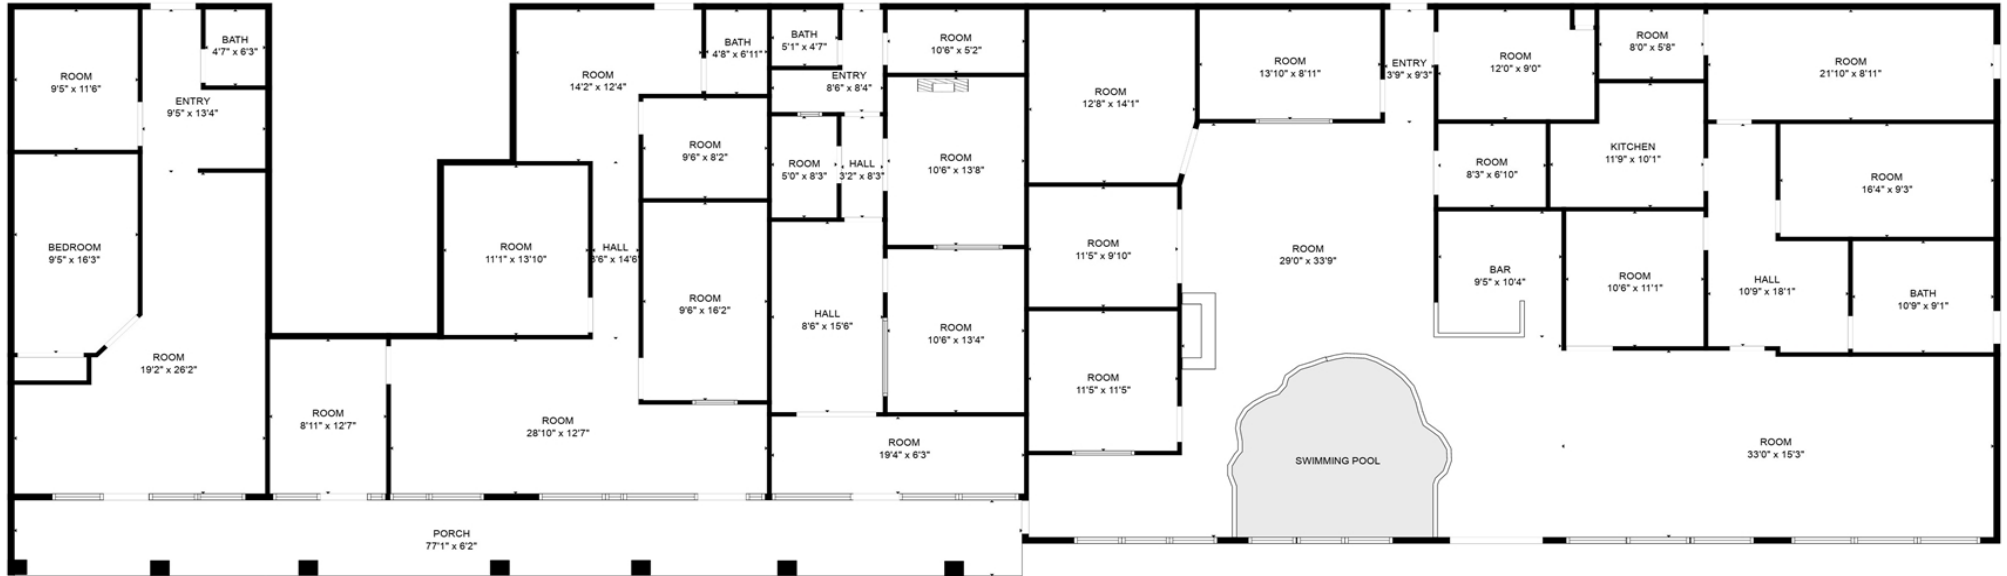 ROOM
9'5" x 11'6"
BATH
4'7" x 6'3"
ENTRY
9'5" x 13'4"
BEDROOM
9'5" x 16'3"
ROOM
19'2" x 26'2"
ROOM
14'2" x 12'4"
BATH
4'8" x 6'11"
ROOM
9'6" x 8'2"
ROOM
11'1" x 13'10"
HALL
3'6" x 14'6"
ROOM
9'6" x 16'2"
ROOM
8'11" x 12'7"
ROOM
28'10" x 12'7"
BATH
5'1" x 4'7"
ENTRY
8'6" x 8'4"
ROOM
10'6" x 5'2"
ROOM
5'0" x 8'3"
HALL
3'2" x 8'3"
ROOM
10'6" x 13'8"
HALL
8'6" x 15'6"
ROOM
10'6" x 13'4"
ROOM
19'4" x 6'3"
PORCH
77'1" x 6'2"
ROOM
12'8" x 14'1"
ROOM
13'10" x 8'11"
ENTRY
3'9" x 9'3"
ROOM
12'0" x 9'0"
ROOM
8'0" x 5'8"
ROOM
21'10" x 8'11"
ROOM
8'3" x 6'10"
KITCHEN
11'9" x 10'1"
ROOM
16'4" x 9'3"
ROOM
11'5" x 9'10"
ROOM
29'0" x 33'9"
BAR
9'5" x 10'4"
ROOM
10'6" x 11'1"
HALL
10'9" x 18'1"
BATH
10'9" x 9'1"
ROOM
11'5" x 11'5"
SWIMMING POOL
ROOM
33'0" x 15'3"